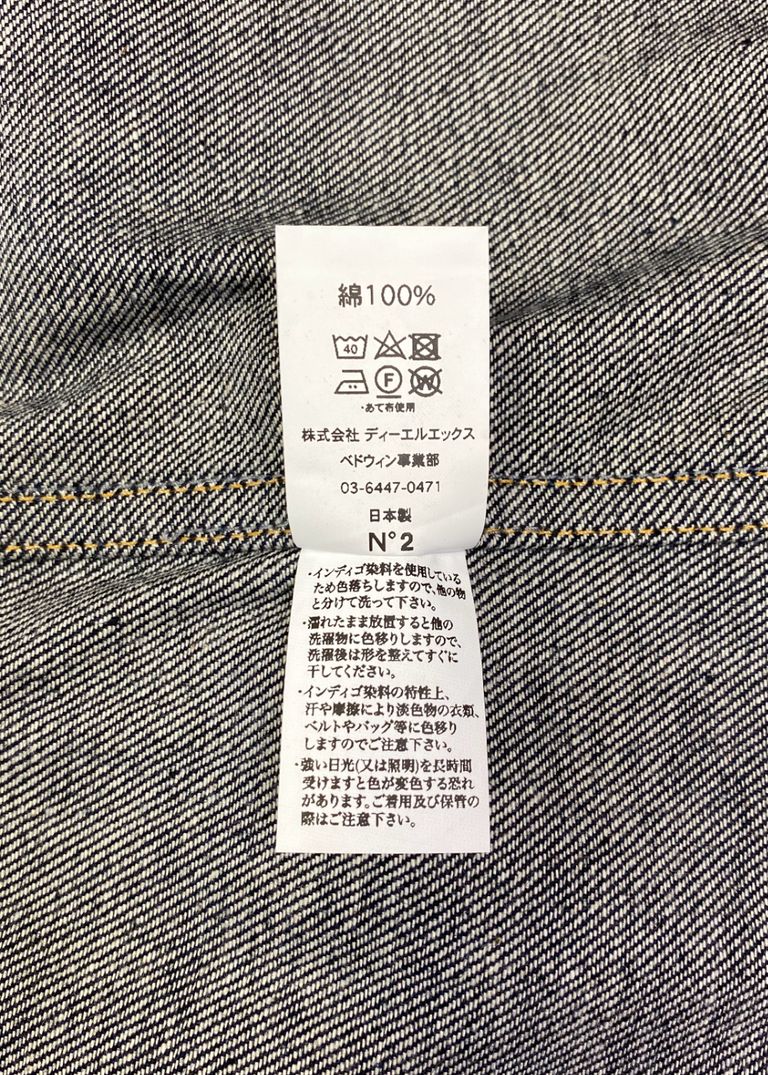 綿100%
40
F W
・あて布使用
株式会社 ディーエルエックス
ベドウィン事業部
03-6447-0471
日本製
N°2
・インディゴ染料を使用している
ため色落ちしますので、他の物
と分けて洗って下さい。
・濡れたまま放置すると他の
洗濯物に色移りしますので、
洗濯後は形を整えてすぐに
干してください。
・インディゴ染料の特性上、
汗や摩擦により淡色物の衣類、
ベルトやバッグ等に色移り
しますのでご注意下さい。
・強い日光(又は照明)を長時間
受けますと色が変色する恐れ
があります。ご着用及び保管の
際はご注意下さい。